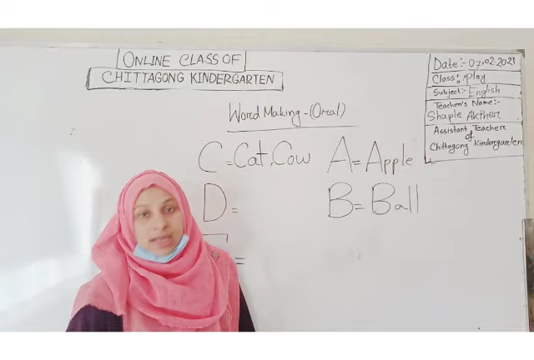 ONLINE CLASS OF
CHITTAGONG KINDERGARTEN
Date:- 07.02.2021
Class: Play
Subject:- English
Teacher's Name:-
Shaple Akther
Assistant Teacher
of
Chittagong Kindergarten
Word Making -(Oral)
C = Cat, Cow
A = Apple
D =
B = Ball
=